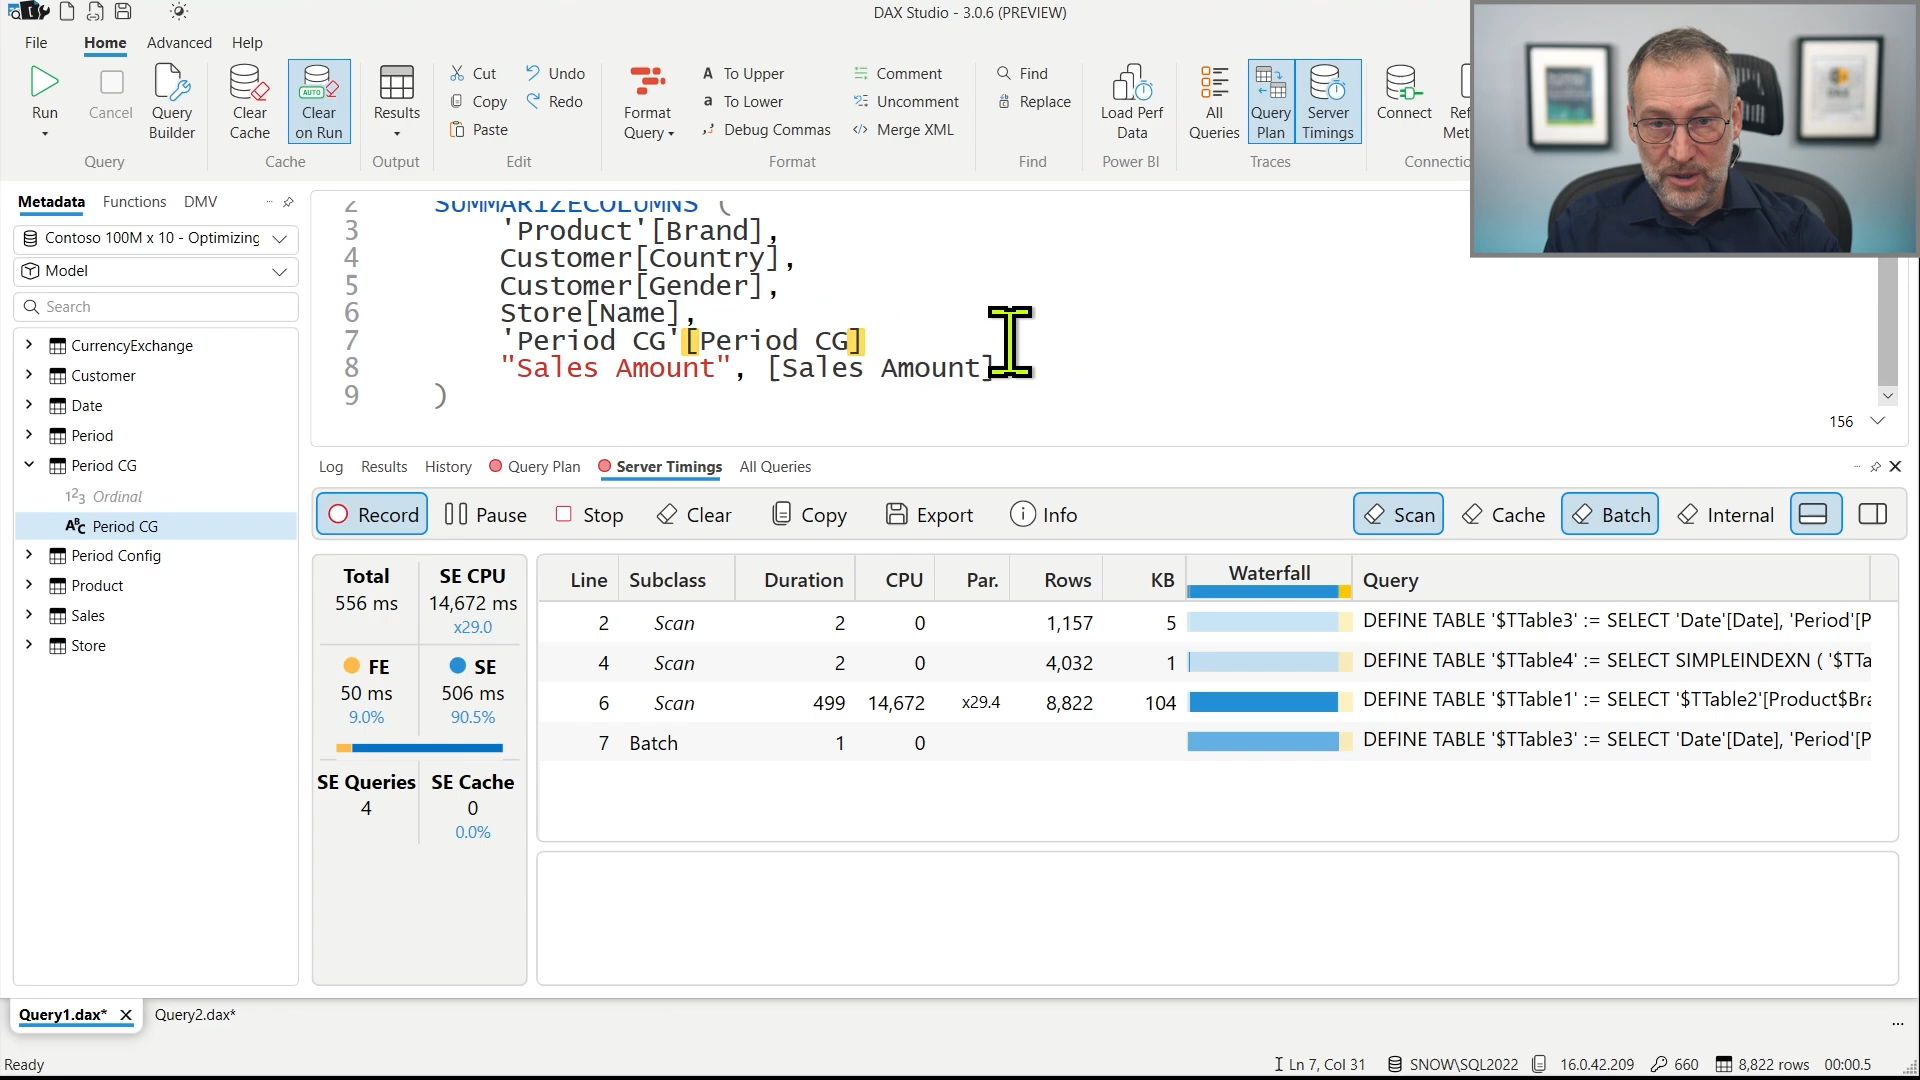 DAX Studio - 3.0.6 (PREVIEW)
File Home Advanced Help
Run
Cancel
Query Builder
Query
Clear Cache
AUTO
Clear on Run
Cache
Results
Output
Cut
Copy
Paste
Undo
Redo
Edit
Format Query
A To Upper
a To Lower
Debug Commas
Comment
Uncomment
Merge XML
Format
Find
Replace
Find
Load Perf Data
Power BI
All Queries
Query Plan
Server Timings
Traces
Connect
Metadata Functions DMV
Contoso 100M x 10 - Optimizing
Model
Search
CurrencyExchange
Customer
Date
Period
Period CG
123 Ordinal
ABC Period CG
Period Config
Product
Sales
Store
2 SUMMARIZECOLUMNS (
3 'Product'[Brand],
4 Customer[Country],
5 Customer[Gender],
6 Store[Name],
7 'Period CG'[Period CG]
8 "Sales Amount", [Sales Amount]
9 )
156
Log Results History Query Plan Server Timings All Queries
Record Pause Stop Clear Copy Export Info Scan Cache Batch Internal
Total
556 ms
SE CPU
14,672 ms
x29.0
FE
50 ms
9.0%
SE
506 ms
90.5%
SE Queries
4
SE Cache
0
0.0%
Line Subclass Duration CPU Par. Rows KB Waterfall Query
2 Scan 2 0 1,157 5 DEFINE TABLE '$TTable3' := SELECT 'Date'[Date], 'Period'[P
4 Scan 2 0 4,032 1 DEFINE TABLE '$TTable4' := SELECT SIMPLEINDEXN ( '$TTa
6 Scan 499 14,672 x29.4 8,822 104 DEFINE TABLE '$TTable1' := SELECT '$TTable2'[Product$Bra
7 Batch 1 0 DEFINE TABLE '$TTable3' := SELECT 'Date'[Date], 'Period'[P
Query1.dax* Query2.dax*
Ready
Ln 7, Col 31 SNOW\SQL2022 16.0.42.209 660 8,822 rows 00:00.5